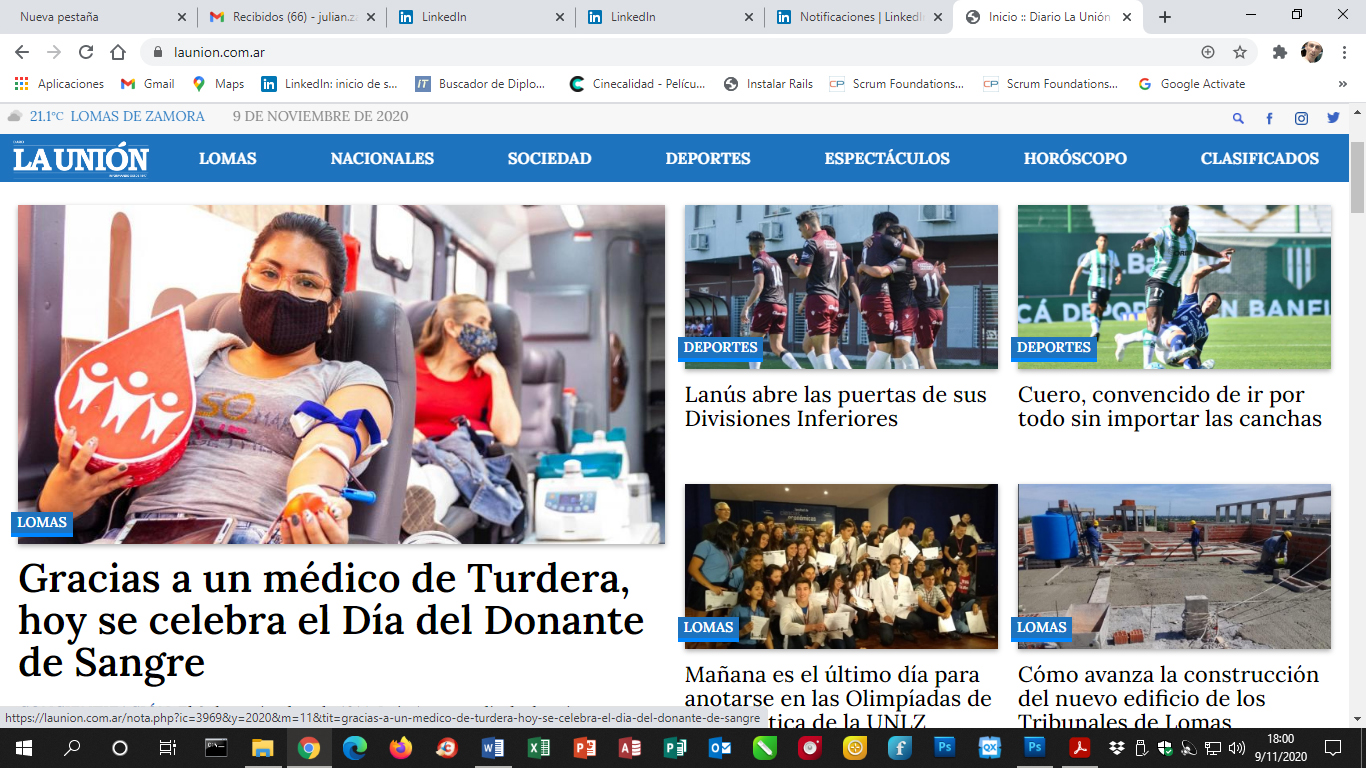 Nueva pestaña
Recibidos (66) - julian.z
LinkedIn
LinkedIn
Notificaciones | LinkedIn
Inicio :: Diario La Unión
launion.com.ar
Aplicaciones
Gmail
Maps
LinkedIn: inicio de s...
Buscador de Diplo...
Cinecalidad - Pelícu...
Instalar Rails
Scrum Foundations...
Scrum Foundations...
Google Activate
21.1°C LOMAS DE ZAMORA 9 DE NOVIEMBRE DE 2020
LA UNIÓN
LOMAS
NACIONALES
SOCIEDAD
DEPORTES
ESPECTÁCULOS
HORÓSCOPO
CLASIFICADOS
LOMAS
Gracias a un médico de Turdera,
hoy se celebra el Día del Donante
de Sangre
DEPORTES
Lanús abre las puertas de sus
Divisiones Inferiores
DEPORTES
Cuero, convencido de ir por
todo sin importar las canchas
LOMAS
Mañana es el último día para
anotarse en las Olimpíadas de
tica de la UNLZ
LOMAS
Cómo avanza la construcción
del nuevo edificio de los
Tribunales de Lomas
https://launion.com.ar/nota.php?ic=3969&y=2020&m=11&tit=gracias-a-un-medico-de-turdera-hoy-se-celebra-el-dia-del-donante-de-sangre
18:00
9/11/2020